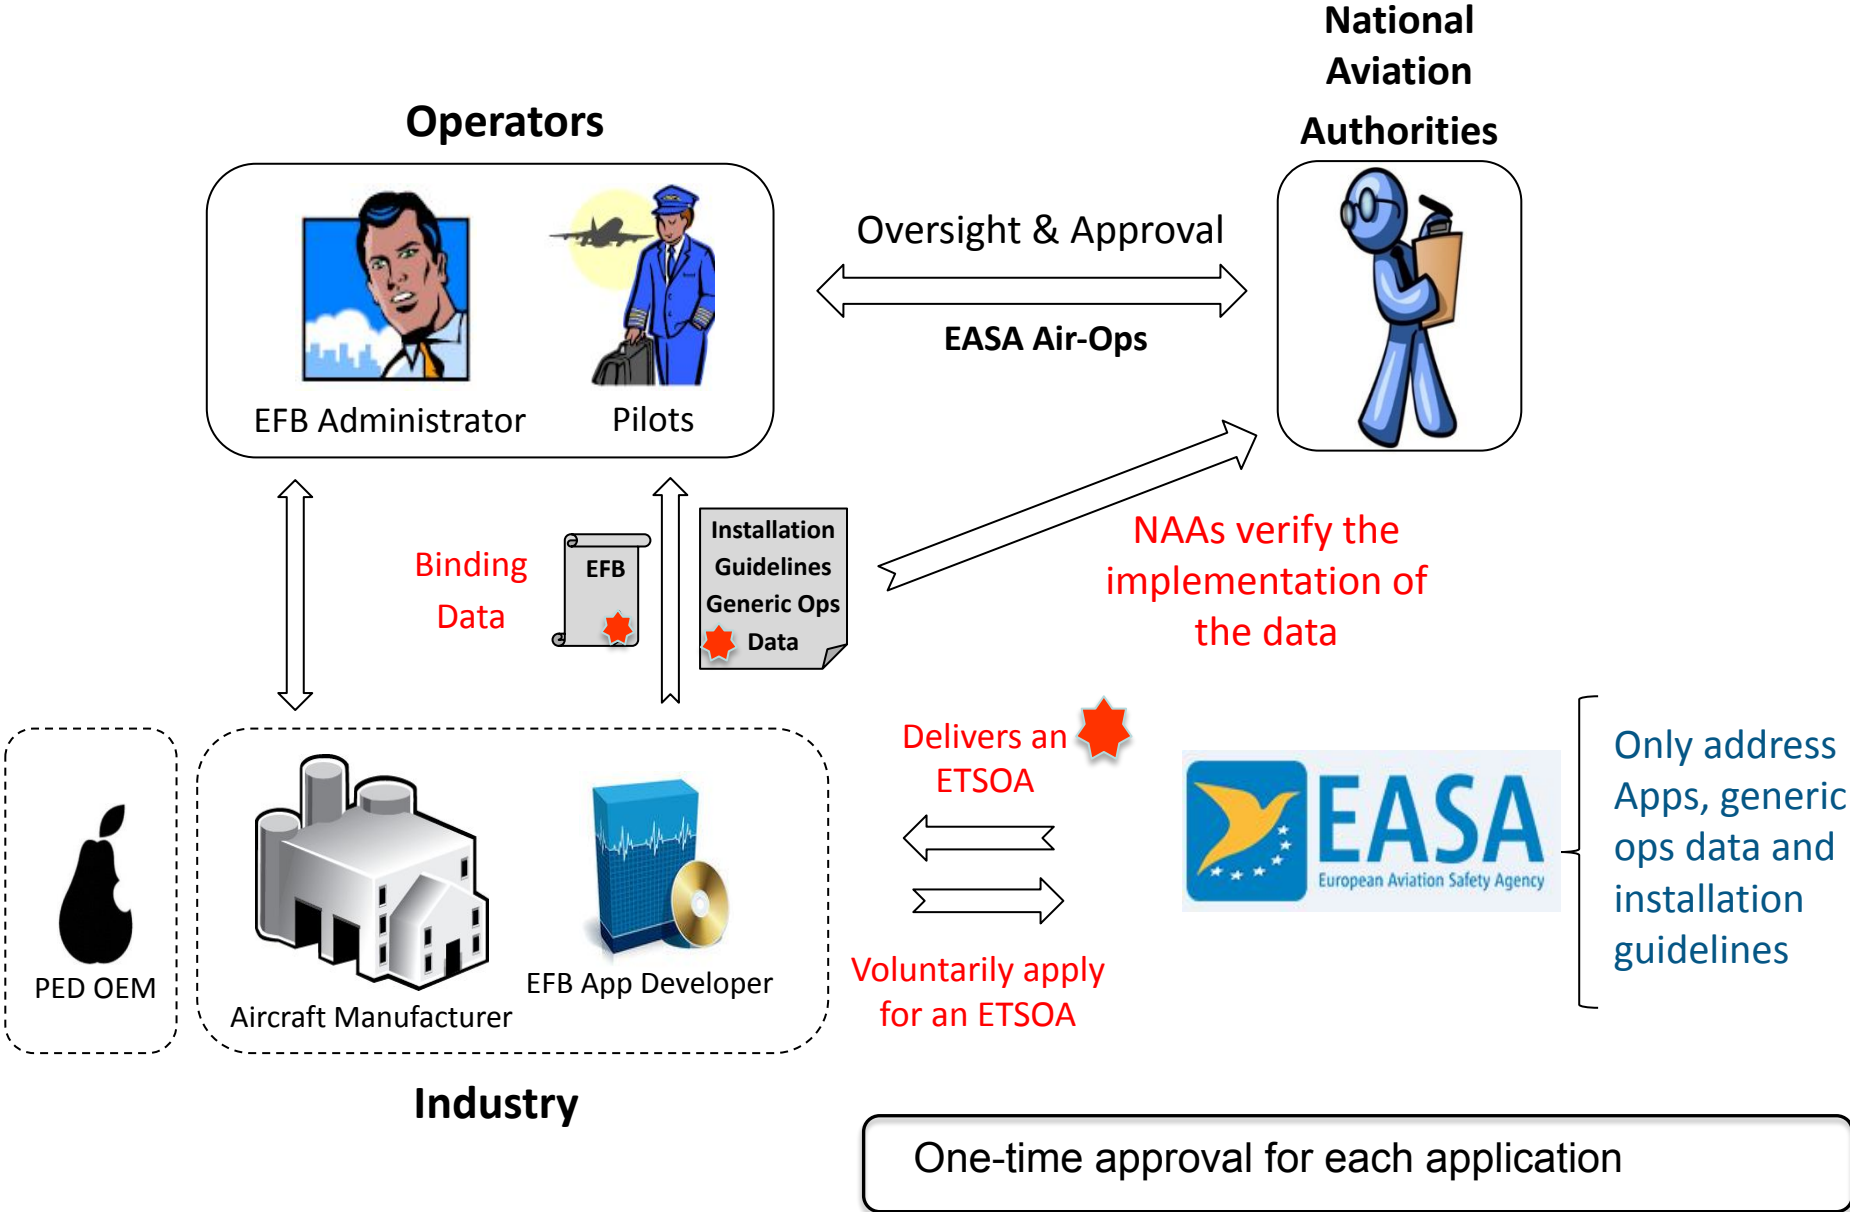 National
Aviation
Authorities
Operators
EFB Administrator
Pilots
Oversight & Approval
EASA Air-Ops
Binding
Data
EFB
Installation
Guidelines
Generic Ops
Data
NAAs verify the
implementation of
the data
PED OEM
Aircraft Manufacturer
EFB App Developer
Industry
Delivers an
ETSOA
Voluntarily apply
for an ETSOA
EASA
European Aviation Safety Agency
Only address
Apps, generic
ops data and
installation
guidelines
One-time approval for each application